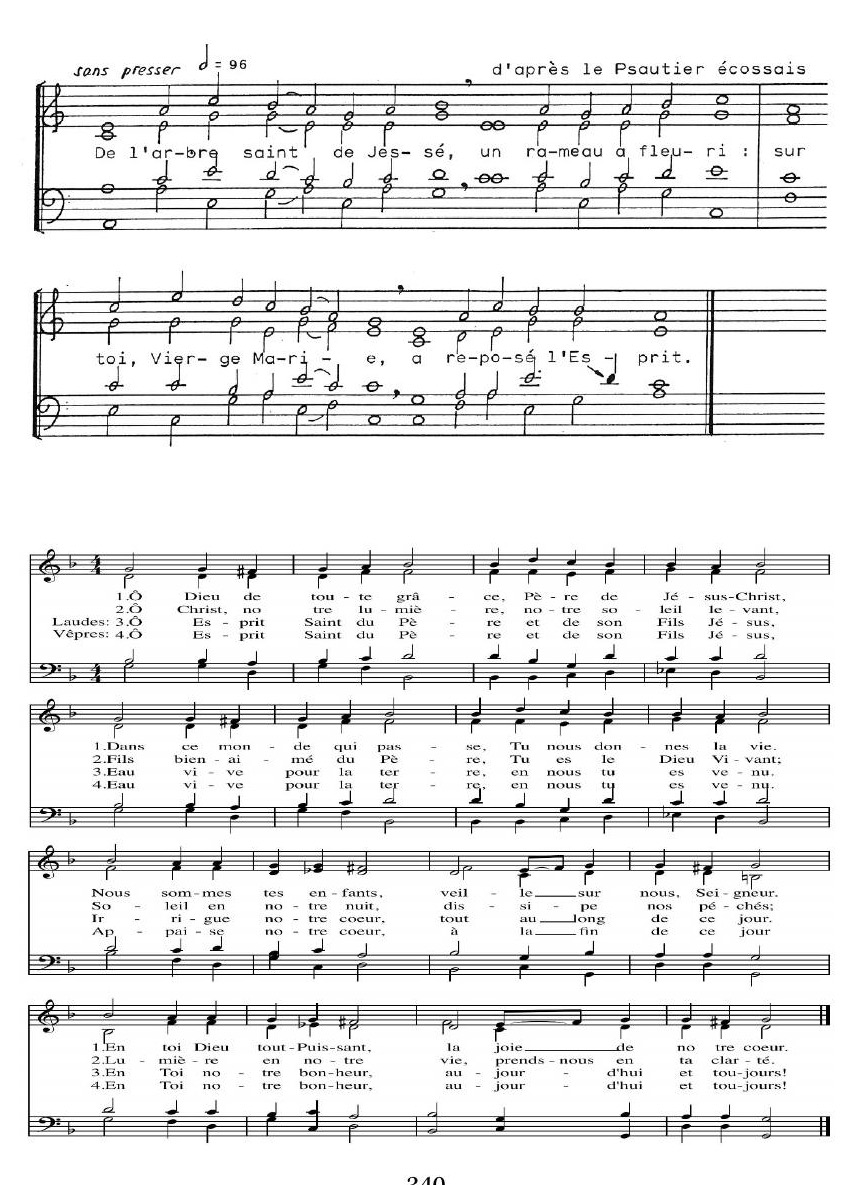 sans presser = 96 d'après le Psautier écossais
De l'ar-bre saint de Jes-sé, un ra-meau a fleu-ri : sur
toi, Vier-ge Ma-ri - e, a re-po-sé l'Es - prit.
4/4
1.Ô Dieu de tou-te grâ - ce, Pè-re de Jé-sus-Christ,
2.Ô Christ, no tre lu-miè - re, no-tre so-leil le-vant,
Laudes: 3.Ô Es-prit Saint du Pè - re et de son Fils Jé-sus,
Vêpres: 4.Ô Es-prit Saint du Pè - re et de son Fils Jé-sus,
4/4
1.Dans ce mon-de qui pas - se, Tu nous don-nes la vie.
2.Fils bien-ai-mé du Pè - re, Tu es le Dieu Vi-vant;
3.Eau vi-ve pour la ter - re, en nous tu es ve-nu.
4.Eau vi-ve pour la ter - re, en nous tu es ve-nu.
Nous som-mes tes en-fants, veil-le sur nous, Sei-gneur.
So-leil en no-tre nuit, dis-si-pe nos pé-chés;
Ir-ri-gue no-tre coeur, tout au long de ce jour.
Ap-pai-se no-tre coeur, à la fin de ce jour
1.En toi Dieu tout-Puis-sant, la joie de no tre coeur.
2.Lu-miè-re en no-tre vie, prends-nous en ta clar-té.
3.En Toi no-tre bon-heur, au-jour-d'hui et tou-jours!
4.En Toi no-tre bon-heur, au-jour-d'hui et tou-jours!
340